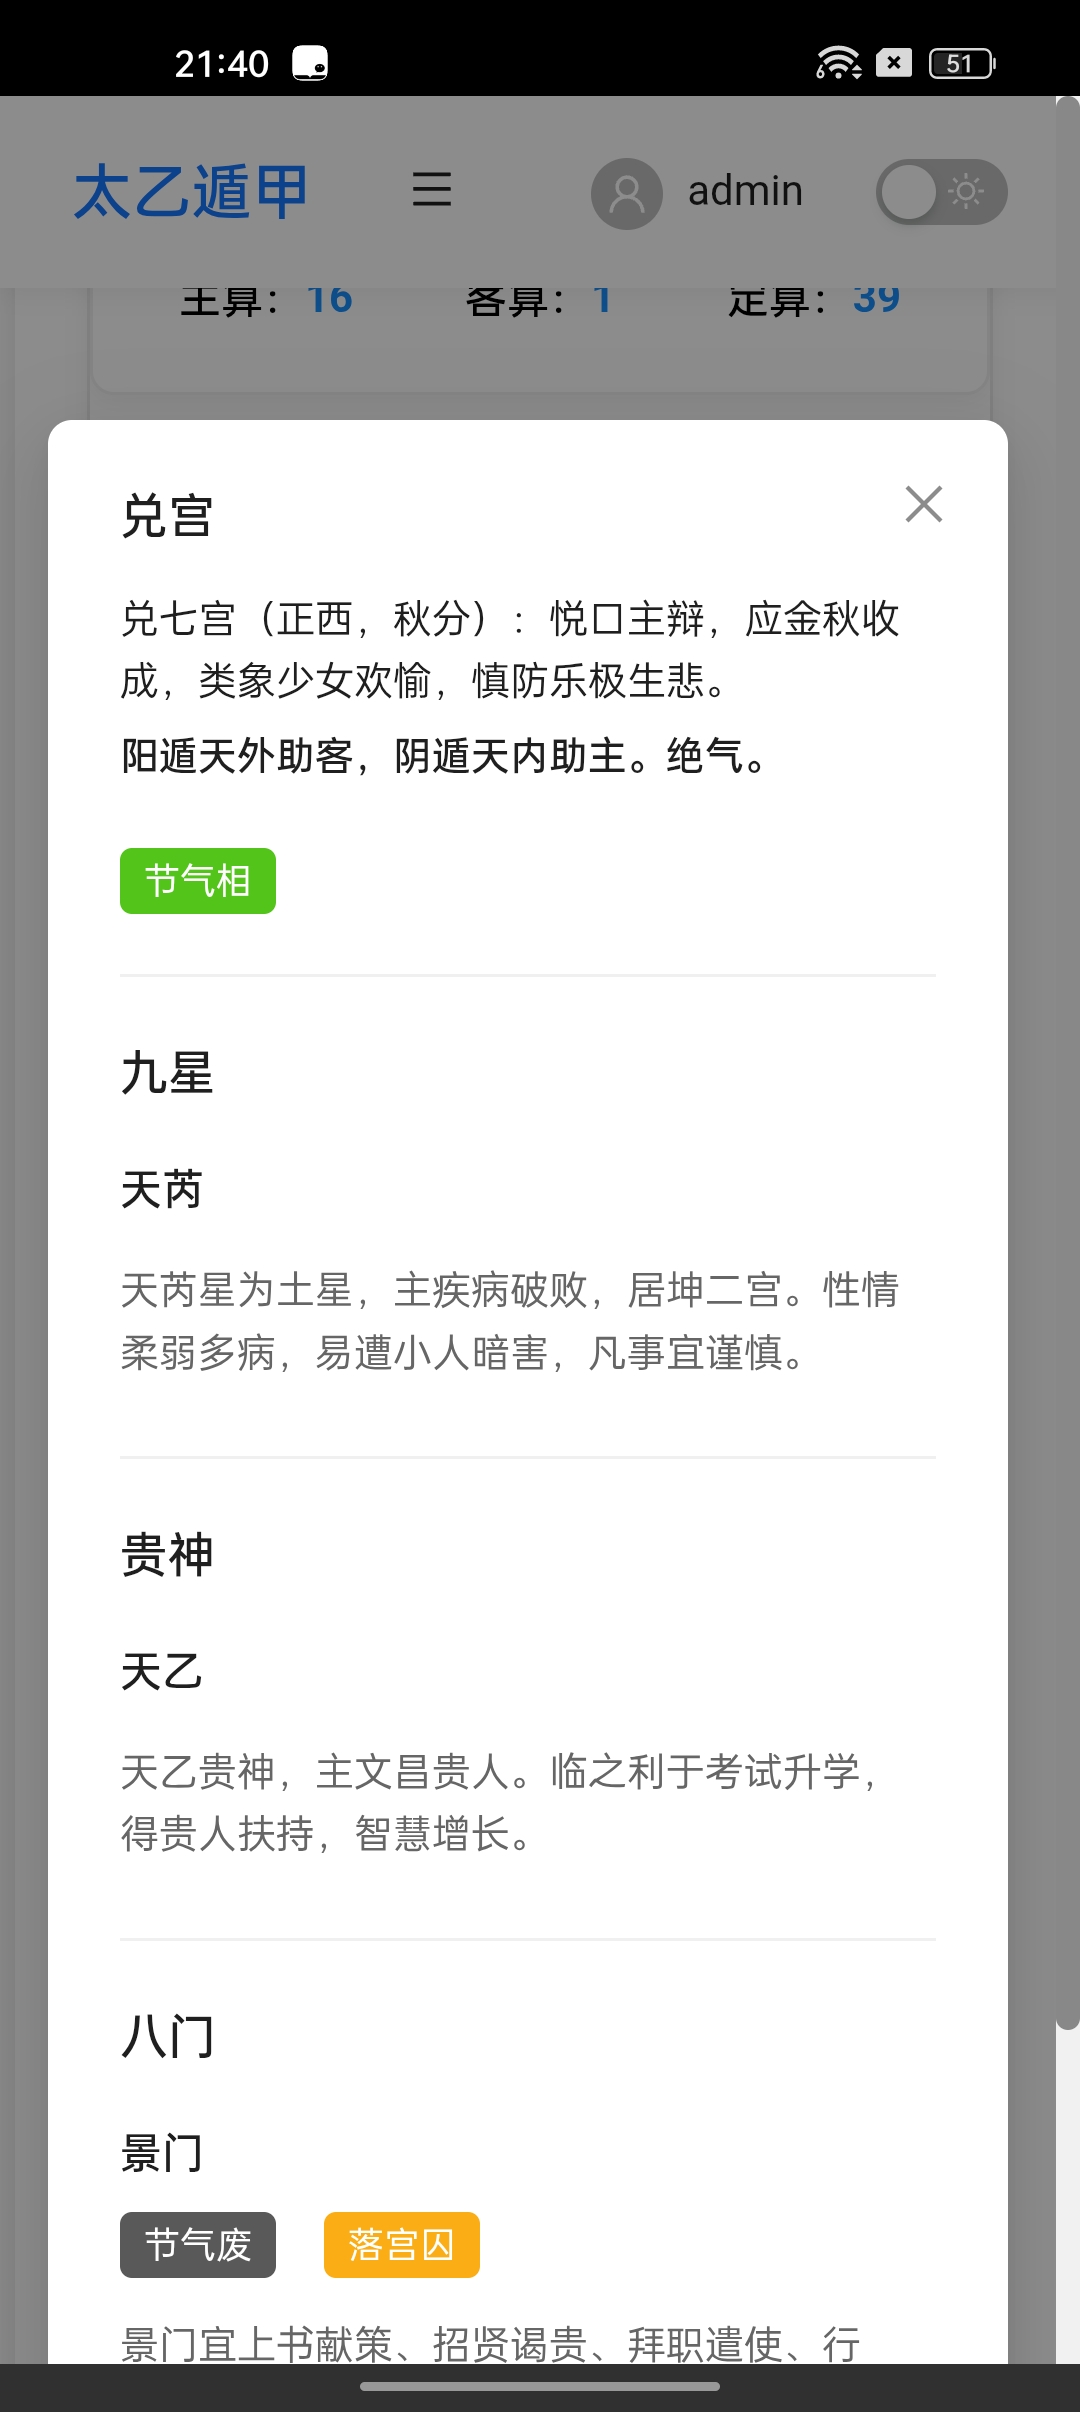 21:40
6
51
太乙遁甲
admin
主算：16 客算：1 定算：39
兑宫
兑七宫（正西，秋分）：悦口主辩，应金秋收
成，类象少女欢愉，慎防乐极生悲。
阳遁天外助客，阴遁天内助主。绝气。
节气相
九星
天芮
天芮星为土星，主疾病破败，居坤二宫。性情
柔弱多病，易遭小人暗害，凡事宜谨慎。
贵神
天乙
天乙贵神，主文昌贵人。临之利于考试升学，
得贵人扶持，智慧增长。
八门
景门
节气废 落宫囚
景门宜上书献策、招贤谒贵、拜职遣使、行